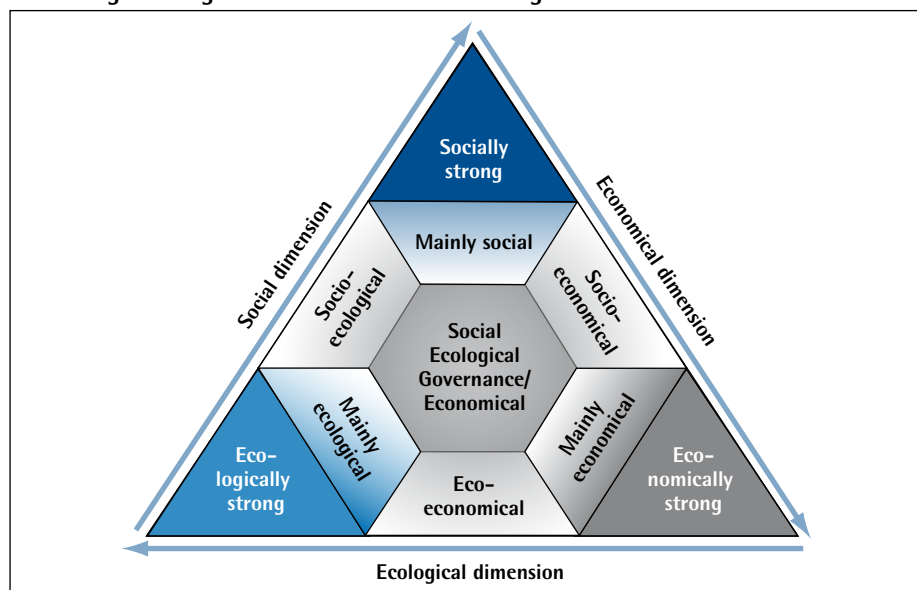 Socially
strong
Mainly social
Social dimension
Economical dimension
Socio-
ecological
Socio-
economical
Social
Ecological
Governance/
Economical
Mainly
ecological
Mainly
economical
Eco-
logically
strong
Eco-
economical
Eco-
nomically
strong
Ecological dimension